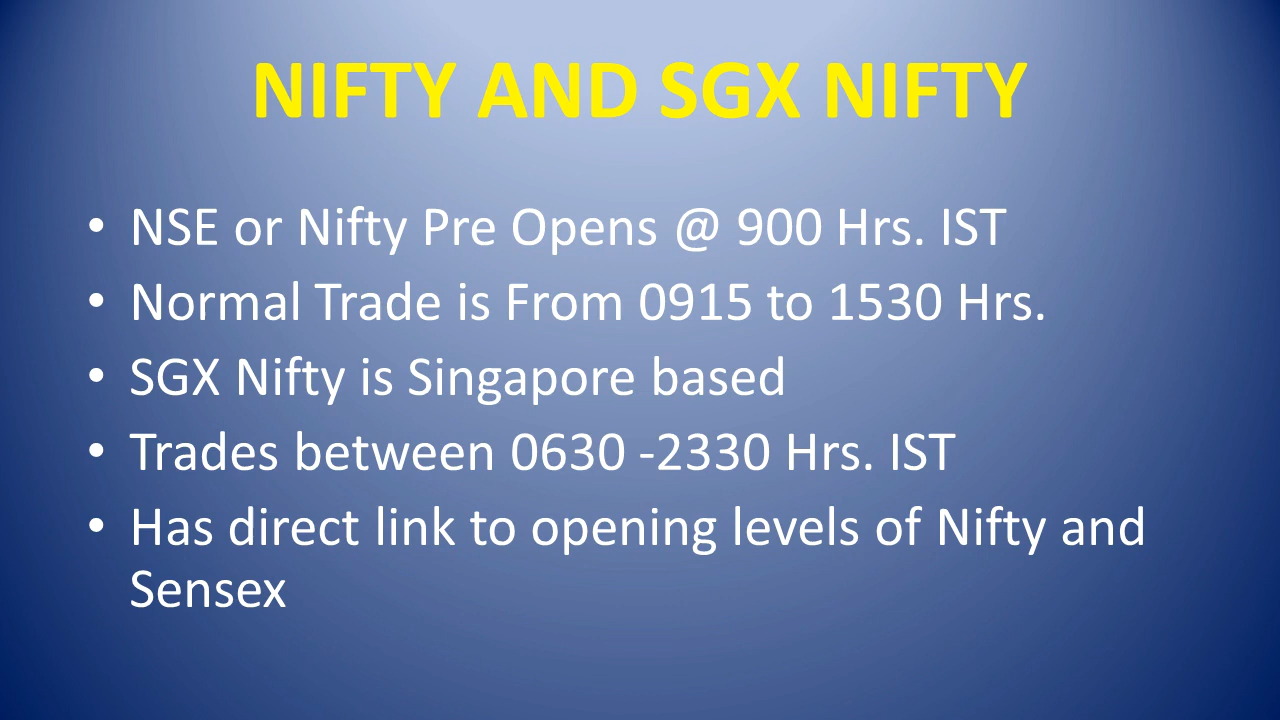 NIFTY AND SGX NIFTY
• NSE or Nifty Pre Opens @ 900 Hrs. IST
• Normal Trade is From 0915 to 1530 Hrs.
• SGX Nifty is Singapore based
• Trades between 0630 -2330 Hrs. IST
• Has direct link to opening levels of Nifty and
Sensex